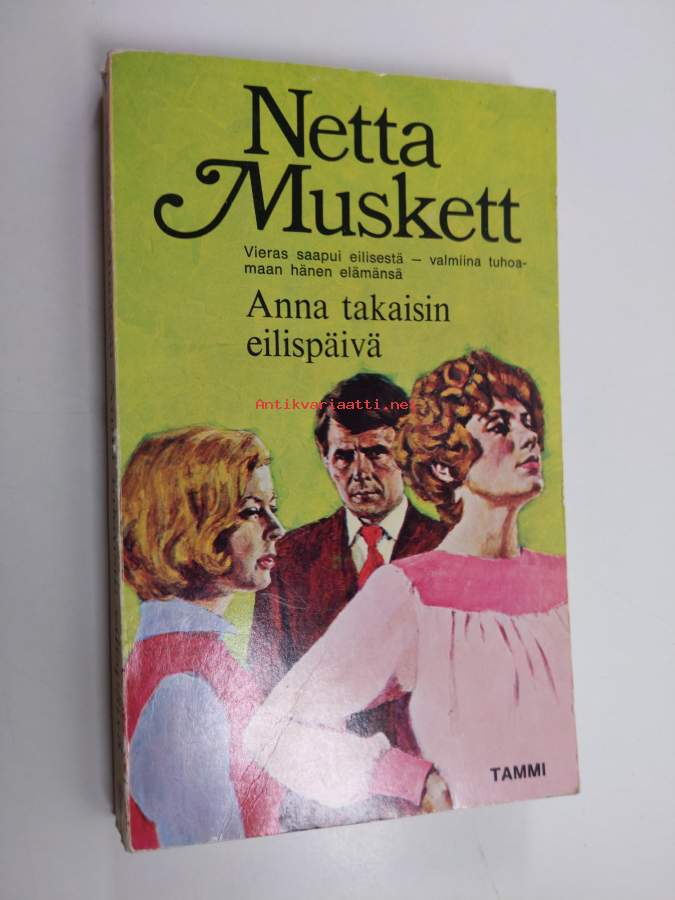 Netta
Muskett
Vieras saapui eilisestä – valmiina tuhoa-
maan hänen elämänsä
Anna takaisin
eilispäivä
Antikvariaatti.net
TAMMI